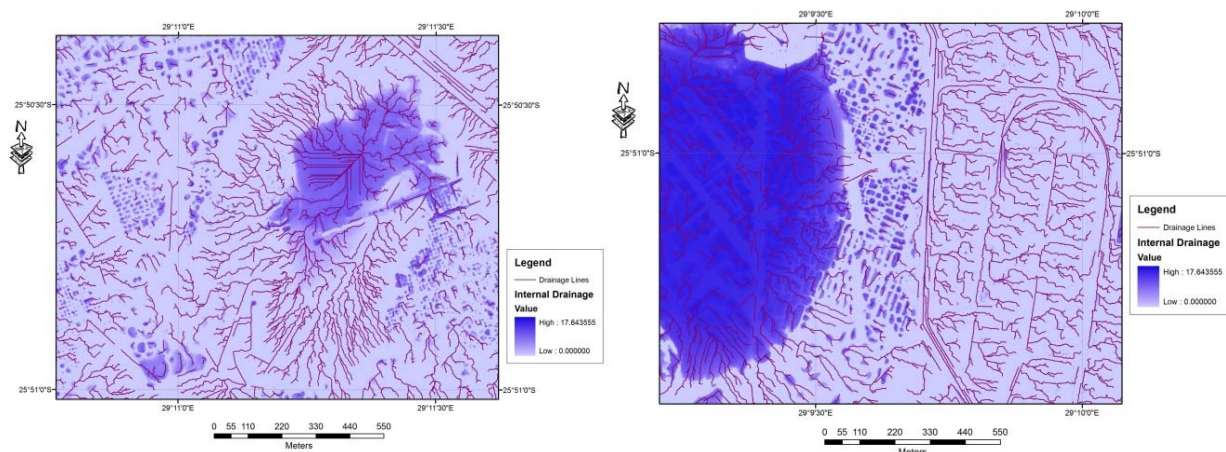 29°11'0"E
29°11'30"E
25°50'30"S
25°50'30"S
N
25°51'0"S
25°51'0"S
29°11'0"E
29°11'30"E
0 55 110 220 330 440 550
Meters
Legend
Drainage Lines
Internal Drainage
Value
High : 17.643555
Low : 0.000000
29°9'30"E
29°10'0"E
N
25°51'0"S
25°51'0"S
29°9'30"E
29°10'0"E
0 55 110 220 330 440 550
Meters
Legend
Drainage Lines
Internal Drainage
Value
High : 17.643555
Low : 0.000000